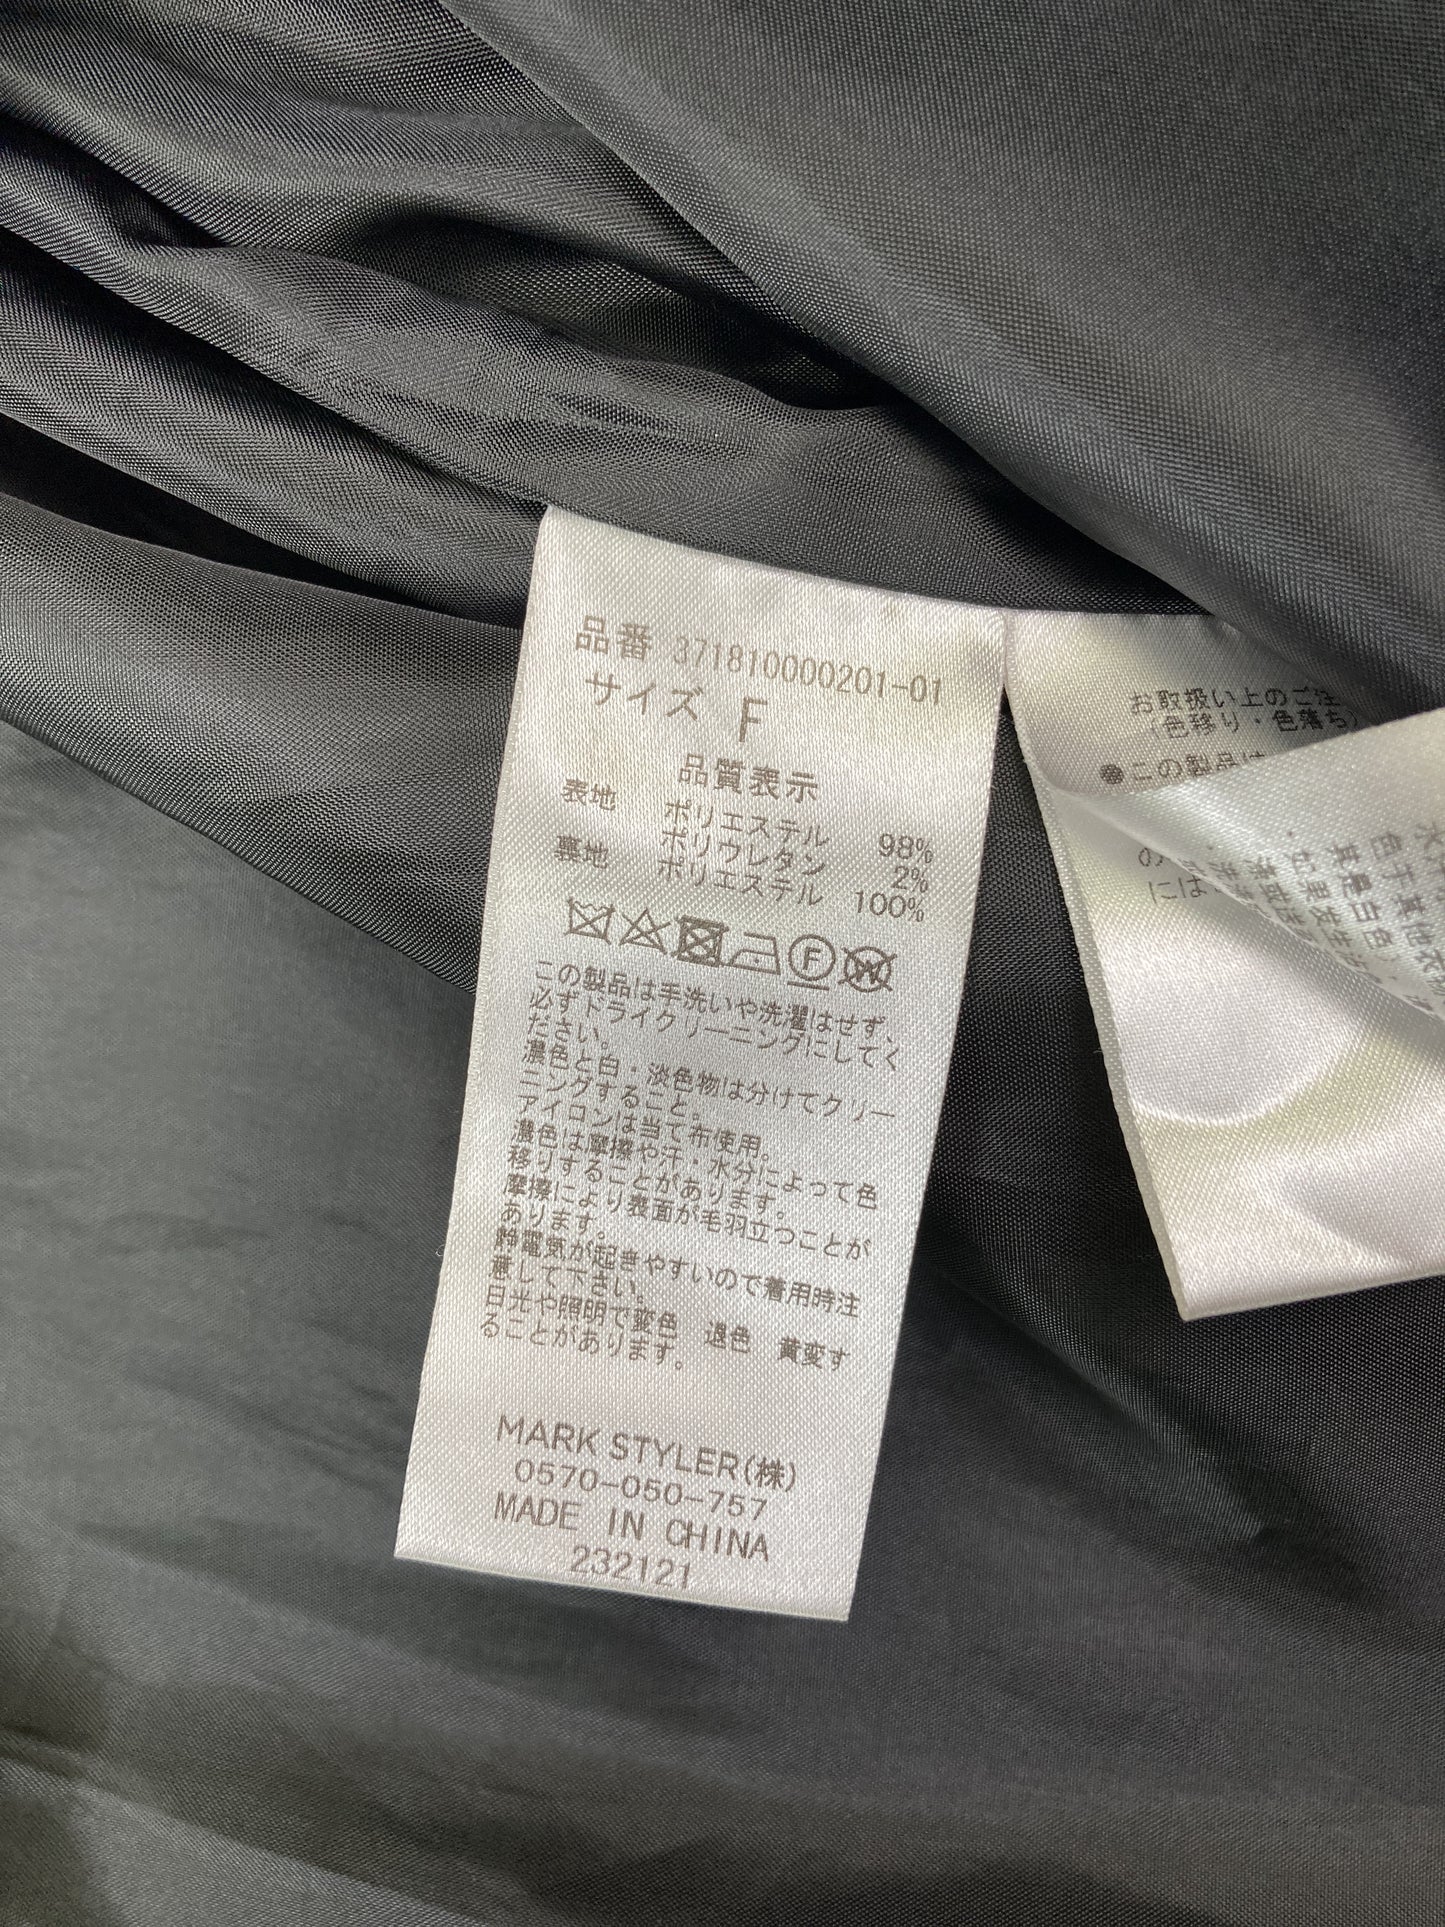 品番 371810000201-01
サイズ F
品質表示
表地 ポリエステル 98%
ポリウレタン 2%
裏地 ポリエステル 100%
F W
この製品は手洗いや洗濯はせず、
必ずドライクリーニングにしてく
ださい。
濃色と白・淡色物は分けてクリー
ニングすること。
アイロンは当て布使用。
濃色は摩擦や汗・水分によって色
移りすることがあります。
摩擦により表面が毛羽立つことが
あります。
静電気が起きやすいので着用時注
意して下さい。
日光や照明で変色 退色 黄変す
ることがあります。
MARK STYLER(株)
0570-050-757
MADE IN CHINA
232121
お取扱い上のご注
(色移り・色落ち)
●この製品は
の
には